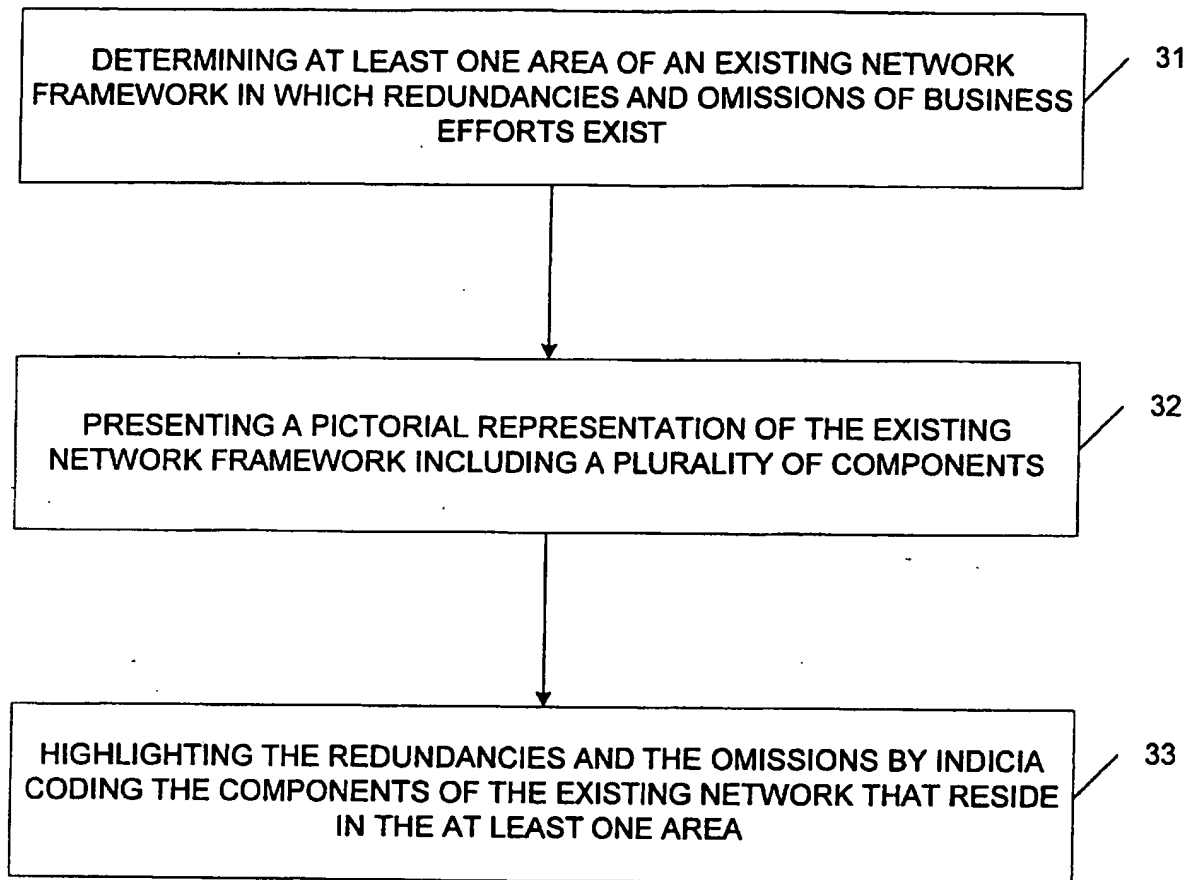 DETERMINING AT LEAST ONE AREA OF AN EXISTING NETWORK
FRAMEWORK IN WHICH REDUNDANCIES AND OMISSIONS OF BUSINESS
EFFORTS EXIST
31
PRESENTING A PICTORIAL REPRESENTATION OF THE EXISTING
NETWORK FRAMEWORK INCLUDING A PLURALITY OF COMPONENTS
32
HIGHLIGHTING THE REDUNDANCIES AND THE OMISSIONS BY INDICIA
CODING THE COMPONENTS OF THE EXISTING NETWORK THAT RESIDE
IN THE AT LEAST ONE AREA
33